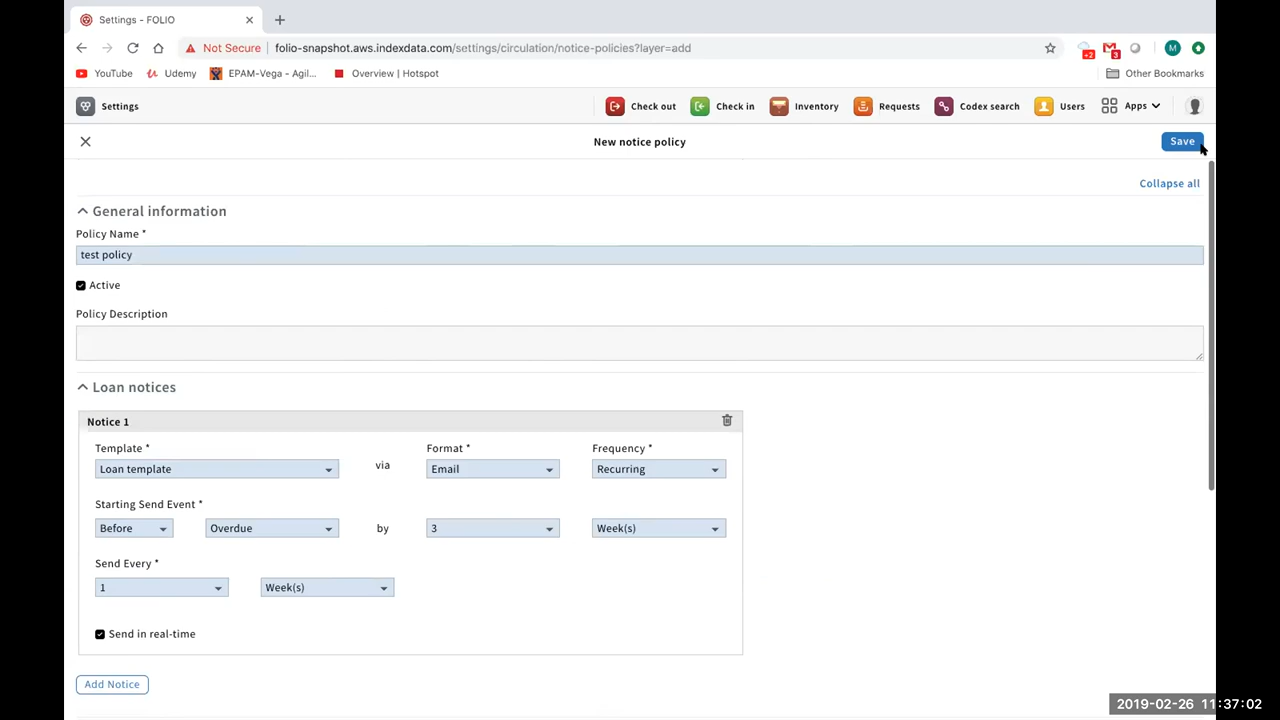 Settings - FOLIO
Not Secure | folio-snapshot.aws.indexdata.com/settings/circulation/notice-policies?layer=add
+2
3
M
YouTube Udemy EPAM-Vega - Agil... Overview | Hotspot Other Bookmarks
Settings Check out Check in Inventory Requests Codex search Users Apps
New notice policy Save
Collapse all
General information
Policy Name *
test policy
Active
Policy Description
Loan notices
Notice 1
Template * Format * Frequency *
Loan template via Email Recurring
Starting Send Event *
Before Overdue by 3 Week(s)
Send Every *
1 Week(s)
Send in real-time
Add Notice
2019-02-26 11:37:02